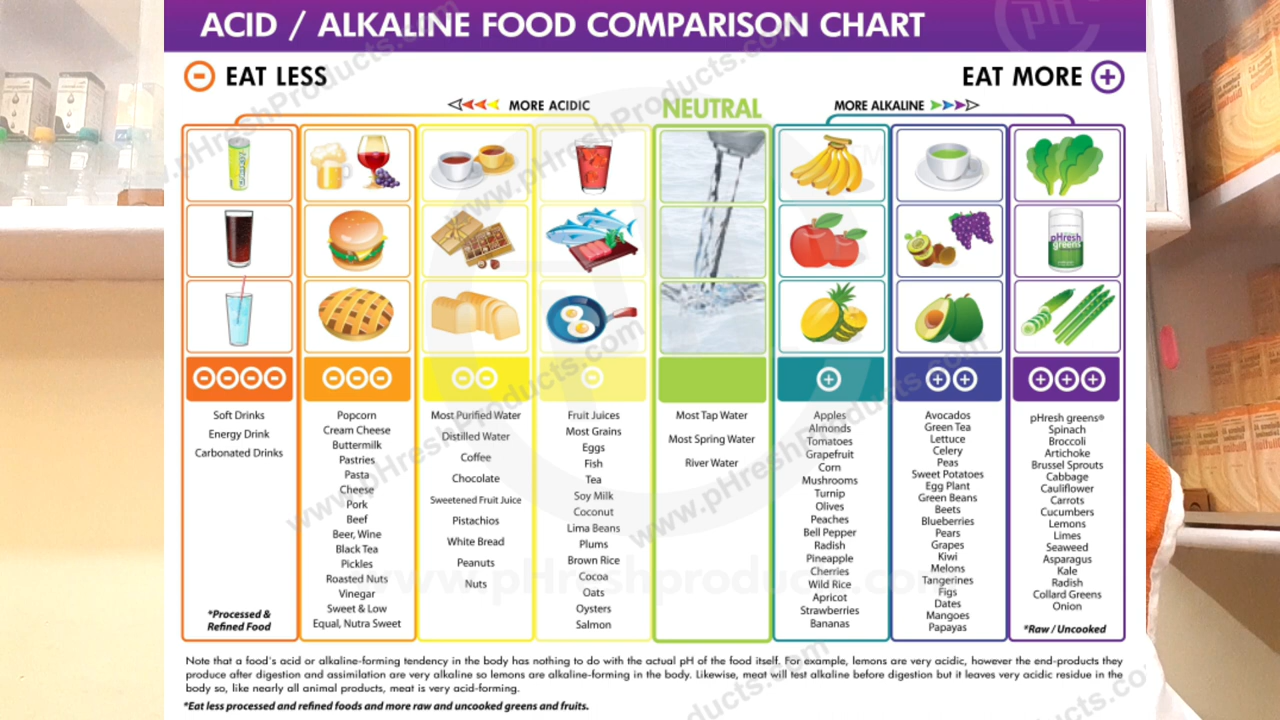 ACID / ALKALINE FOOD COMPARISON CHART
EAT LESS
EAT MORE
MORE ACIDIC
NEUTRAL
MORE ALKALINE
pHresh
greens
Soft Drinks
Energy Drink
Carbonated Drinks
*Processed &
Refined Food
Popcorn
Cream Cheese
Buttermilk
Pastries
Pasta
Cheese
Pork
Beef
Beer, Wine
Black Tea
Pickles
Roasted Nuts
Vinegar
Sweet & Low
Equal, Nutra Sweet
Most Purified Water
Distilled Water
Coffee
Chocolate
Sweetened Fruit Juice
Pistachios
White Bread
Peanuts
Nuts
Fruit Juices
Most Grains
Eggs
Fish
Tea
Soy Milk
Coconut
Lima Beans
Plums
Brown Rice
Cocoa
Oats
Oysters
Salmon
Most Tap Water
Most Spring Water
River Water
Apples
Almonds
Tomatoes
Grapefruit
Corn
Mushrooms
Turnip
Olives
Peaches
Bell Pepper
Radish
Pineapple
Cherries
Wild Rice
Apricot
Strawberries
Bananas
Avocados
Green Tea
Lettuce
Celery
Peas
Sweet Potatoes
Egg Plant
Green Beans
Beets
Blueberries
Pears
Grapes
Kiwi
Melons
Tangerines
Figs
Dates
Mangoes
Papayas
pHresh greens®
Spinach
Broccoli
Artichoke
Brussel Sprouts
Cabbage
Cauliflower
Carrots
Cucumbers
Lemons
Limes
Seaweed
Asparagus
Kale
Radish
Collard Greens
Onion
*Raw / Uncooked
Note that a food's acid or alkaline-forming tendency in the body has nothing to do with the actual pH of the food itself. For example, lemons are very acidic, however the end-products they
produce after digestion and assimilation are very alkaline so lemons are alkaline-forming in the body. Likewise, meat will test alkaline before digestion but it leaves very acidic residue in the
body so, like nearly all animal products, meat is very acid-forming.
*Eat less processed and refined foods and more raw and uncooked greens and fruits.
www.pHreshProducts.com